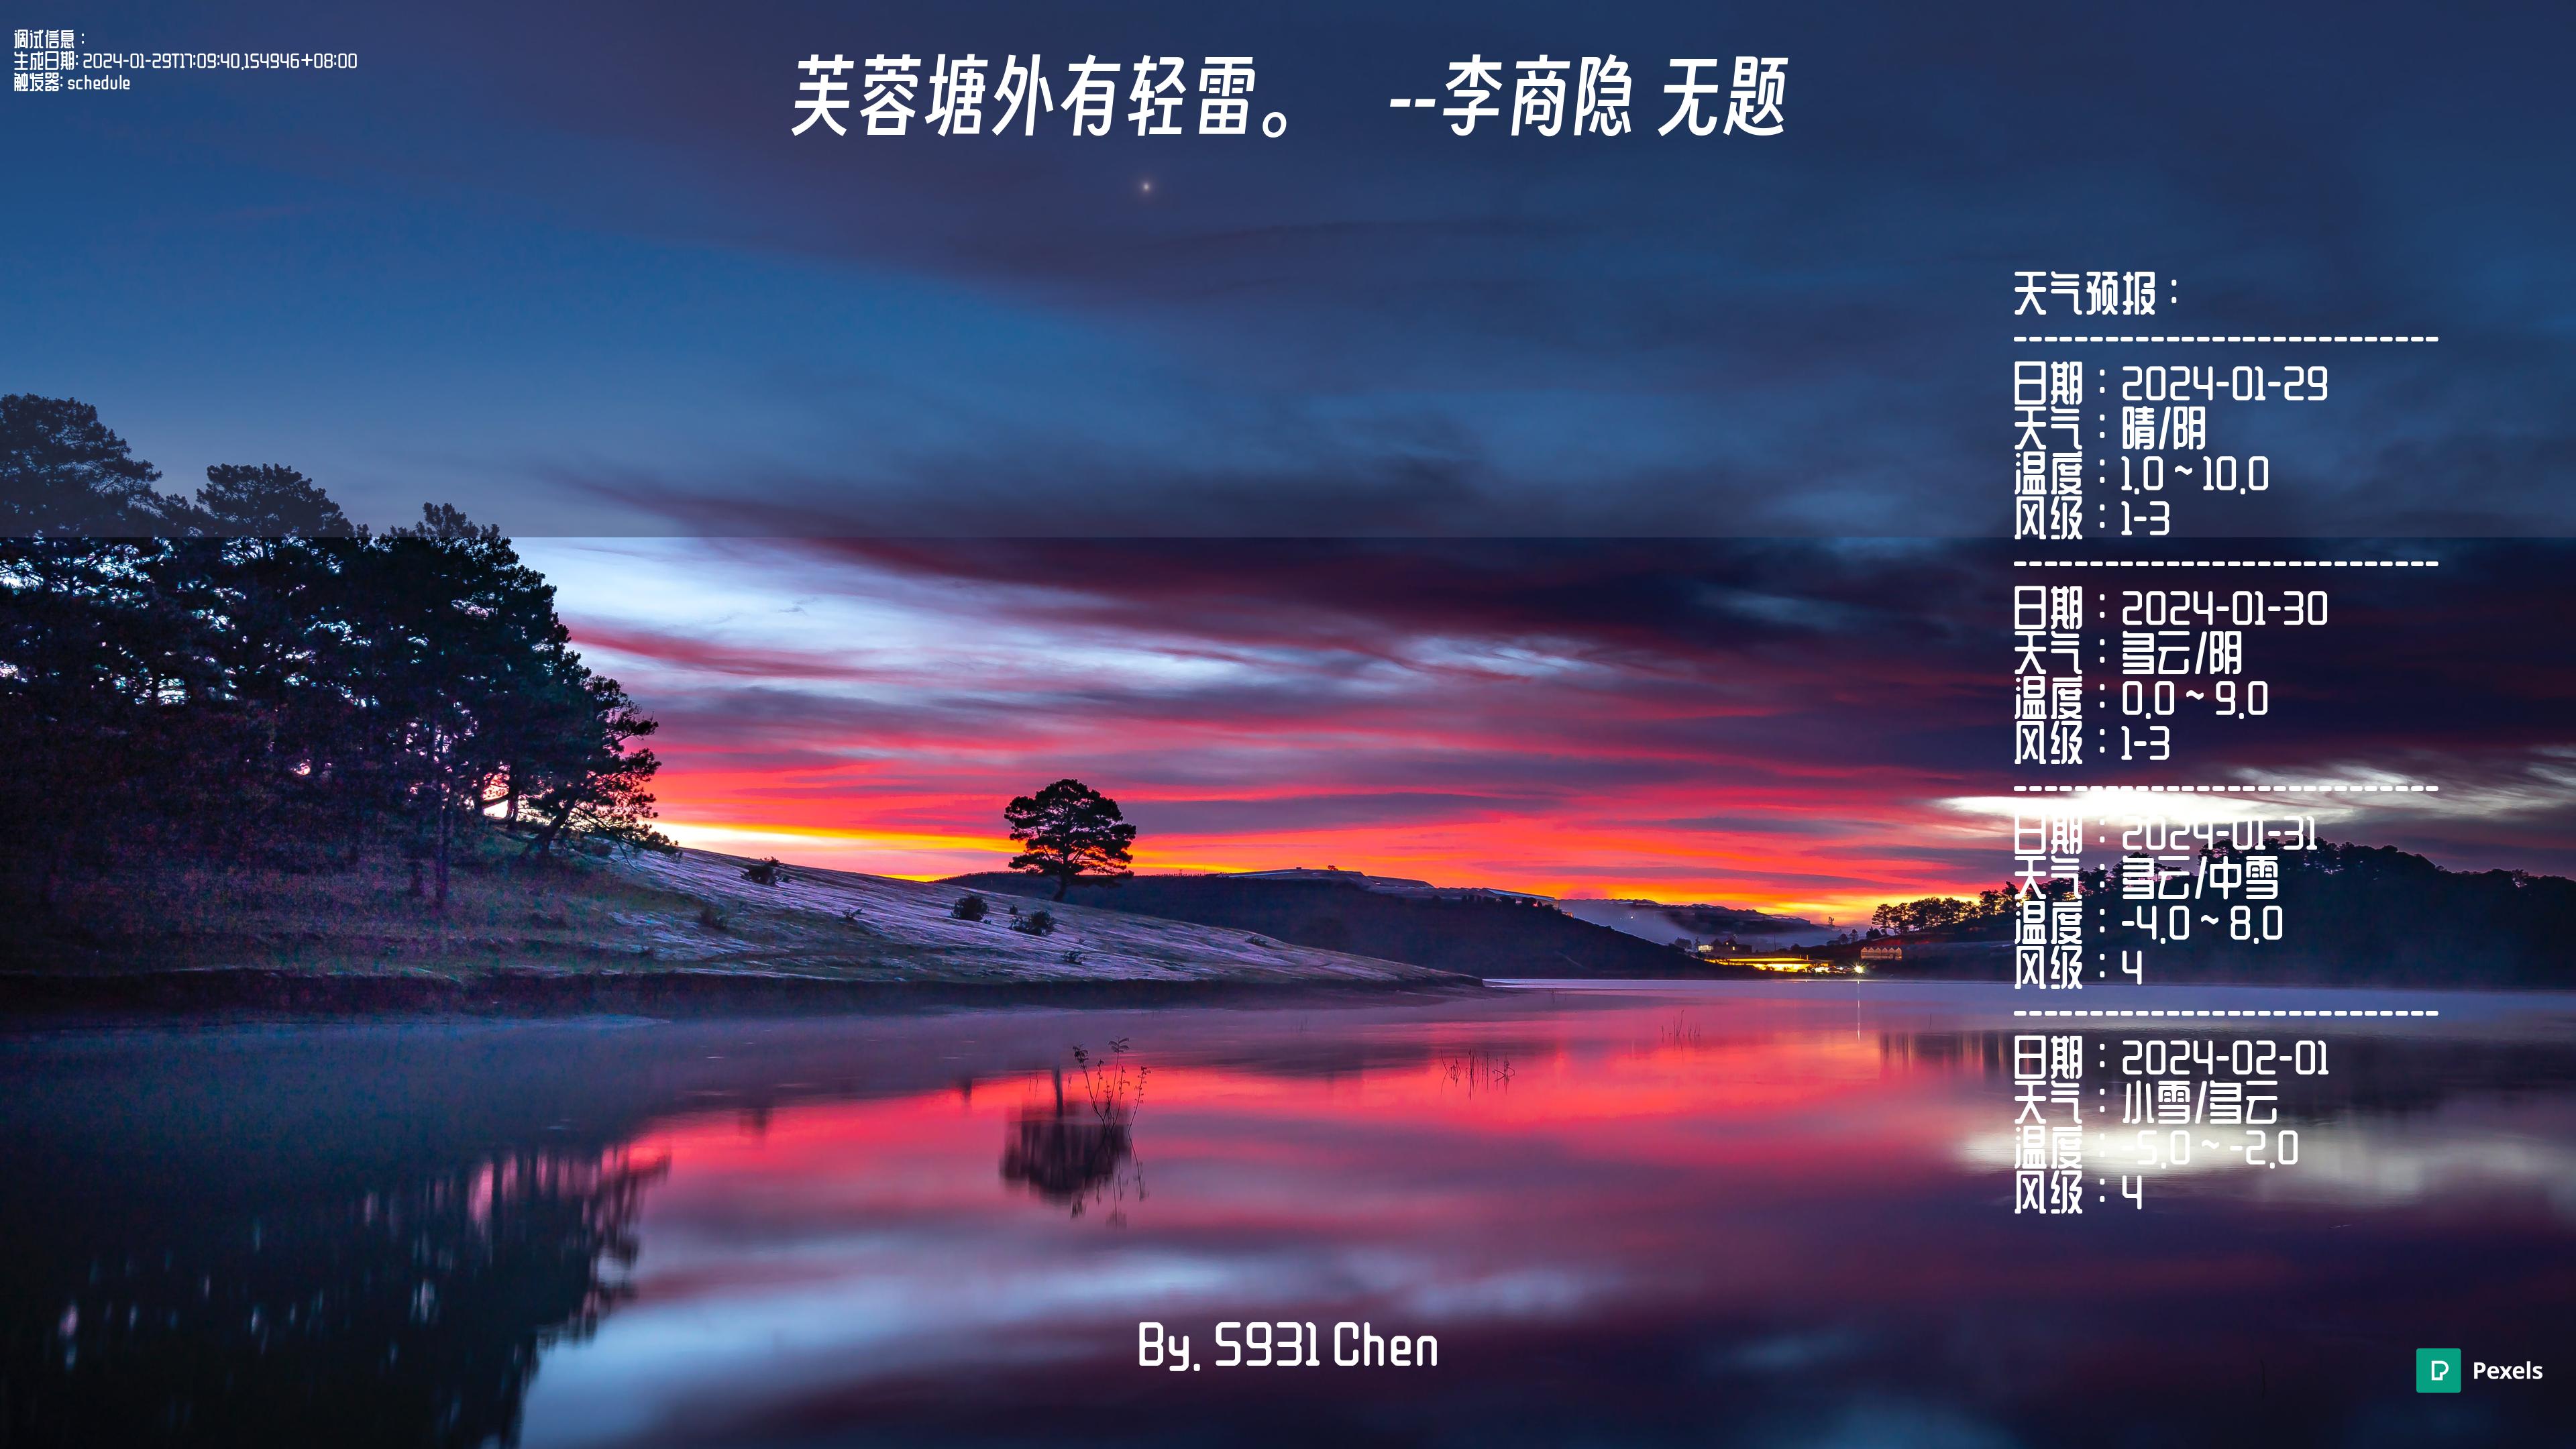 调试信息：
生成日期: 2024-01-29T17:09:40.154946+08:00
触发器: schedule
芙蓉塘外有轻雷。 --李商隐 无题
天气预报：
----------------------------
日期：2024-01-29
天气：晴/阴
温度：1.0 ~ 10.0
风级：1-3
----------------------------
日期：2024-01-30
天气：多云/阴
温度：0.0 ~ 9.0
风级：1-3
----------------------------
日期：2024-01-31
天气：多云/中雪
温度：-4.0 ~ 8.0
风级：4
----------------------------
日期：2024-02-01
天气：小雪/多云
温度：-5.0 ~ -2.0
风级：4
By. S931 Chen
Pexels